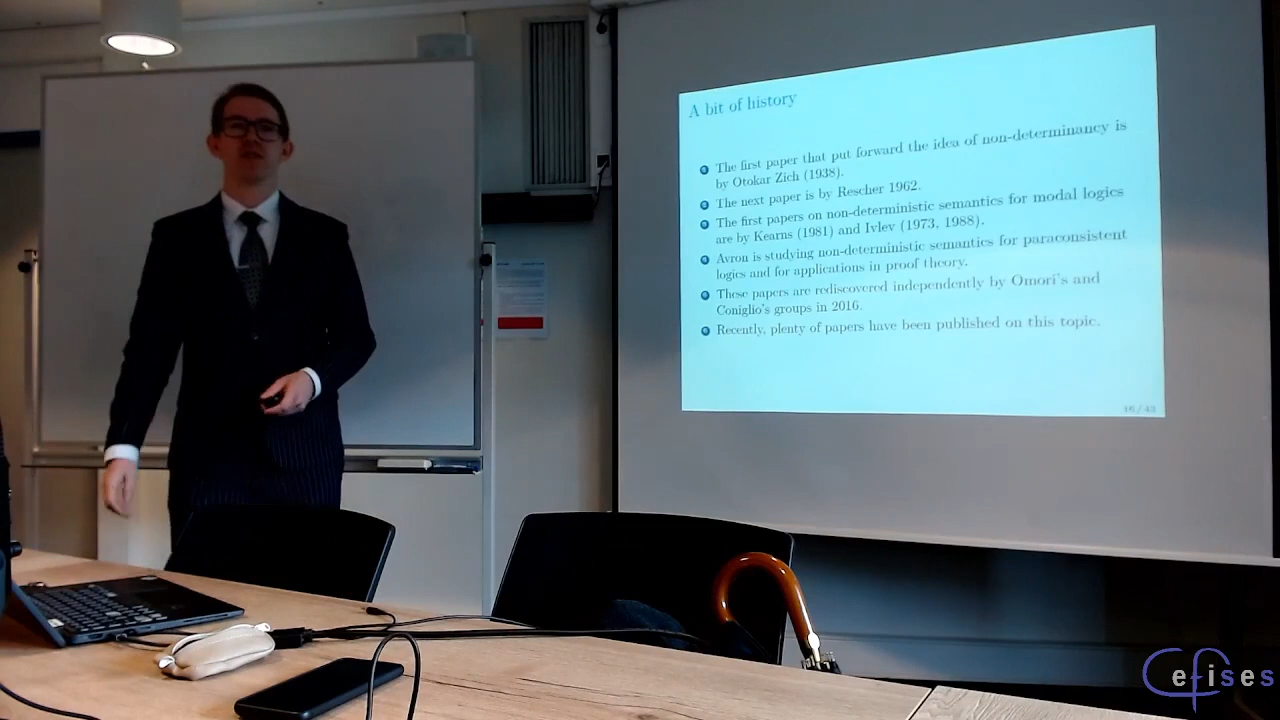 A bit of history
The first paper that put forward the idea of non-determinancy is
by Otokar Zich (1938).
The next paper is by Rescher 1962.
The first papers on non-deterministic semantics for modal logics
are by Kearns (1981) and Ivlev (1973, 1988).
Avron is studying non-deterministic semantics for paraconsistent
logics and for applications in proof theory.
These papers are rediscovered independently by Omori's and
Coniglio's groups in 2016.
Recently, plenty of papers have been published on this topic.
16 / 43
Cefises